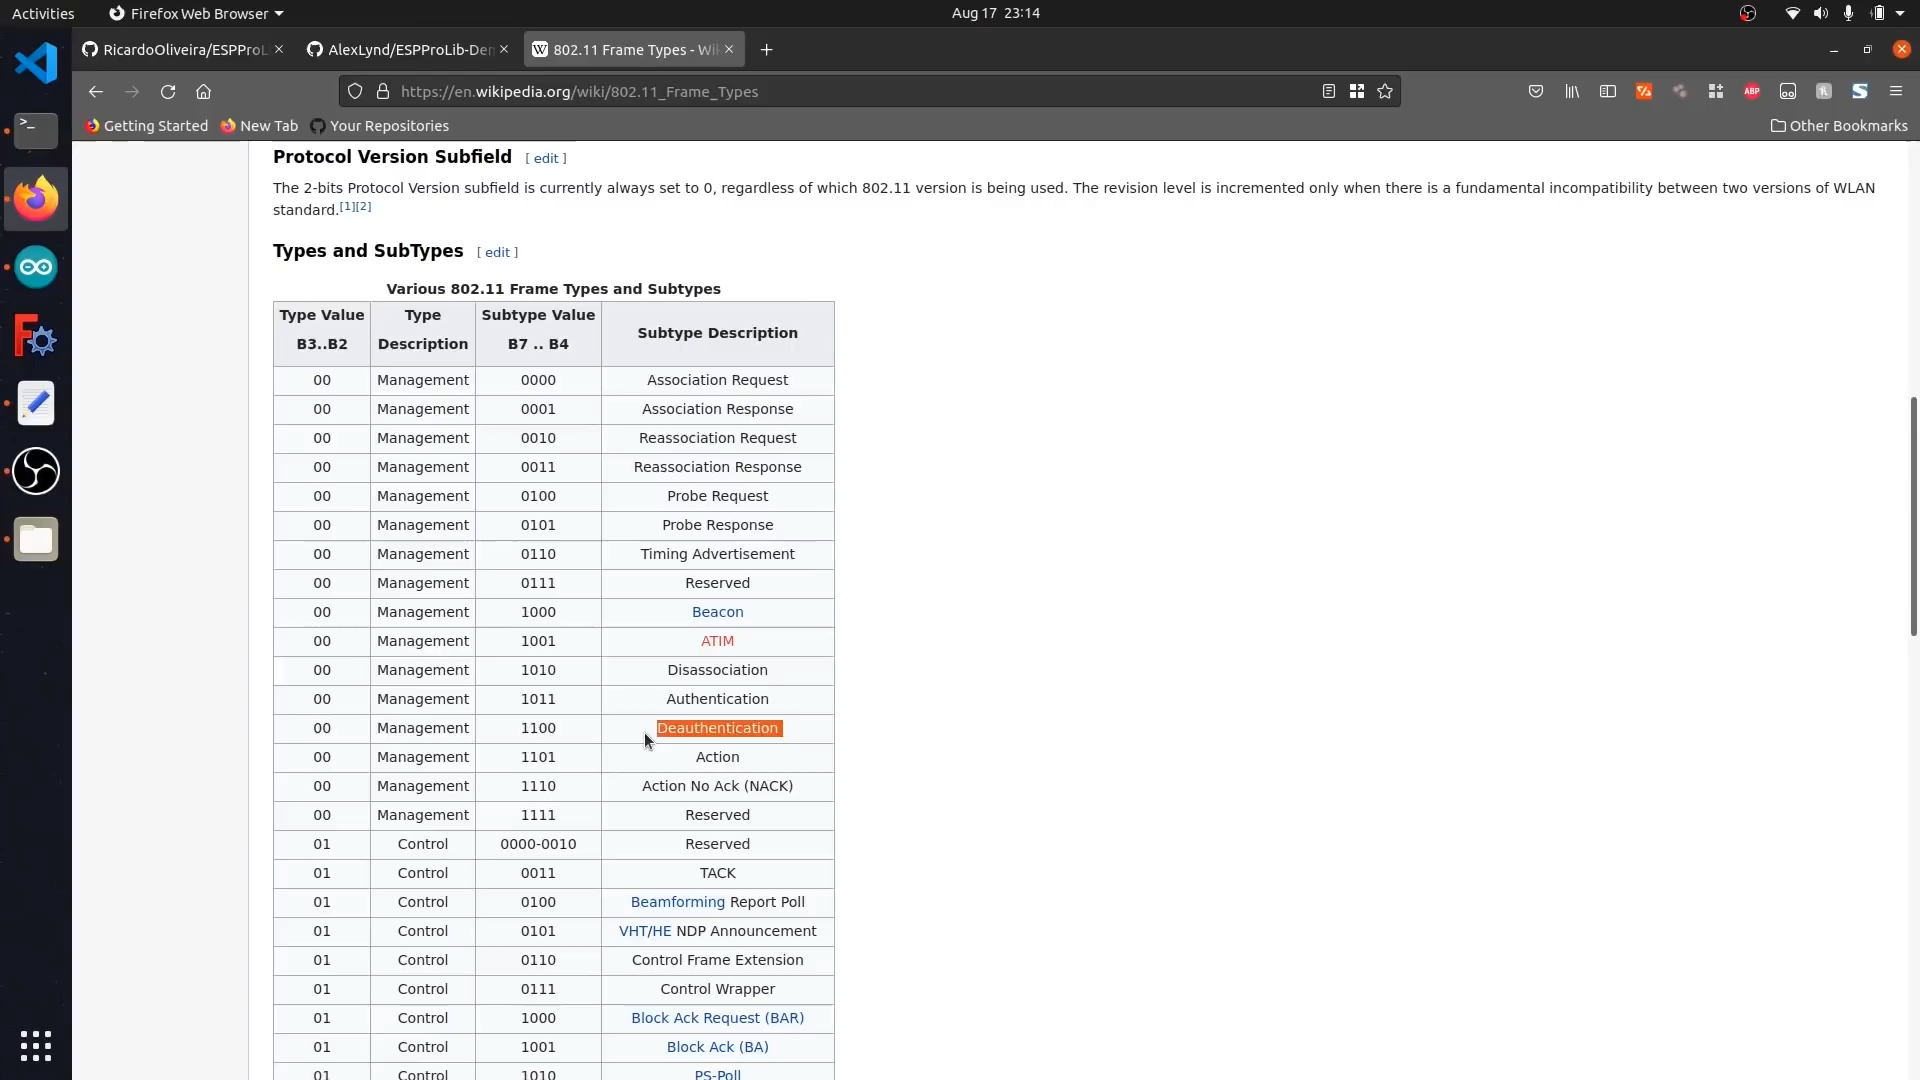 Activities Firefox Web Browser Aug 17 23:14
RicardoOliveira/ESPProL AlexLynd/ESPProLib-Der W 802.11 Frame Types - Wi
https://en.wikipedia.org/wiki/802.11_Frame_Types ABP
Getting Started New Tab Your Repositories Other Bookmarks
Protocol Version Subfield [ edit ]
The 2-bits Protocol Version subfield is currently always set to 0, regardless of which 802.11 version is being used. The revision level is incremented only when there is a fundamental incompatibility between two versions of WLAN
standard.[1][2]
Types and SubTypes [ edit ]
Various 802.11 Frame Types and Subtypes
Type Value B3..B2 Type Description Subtype Value B7 .. B4 Subtype Description
00 Management 0000 Association Request
00 Management 0001 Association Response
00 Management 0010 Reassociation Request
00 Management 0011 Reassociation Response
00 Management 0100 Probe Request
00 Management 0101 Probe Response
00 Management 0110 Timing Advertisement
00 Management 0111 Reserved
00 Management 1000 Beacon
00 Management 1001 ATIM
00 Management 1010 Disassociation
00 Management 1011 Authentication
00 Management 1100 Deauthentication
00 Management 1101 Action
00 Management 1110 Action No Ack (NACK)
00 Management 1111 Reserved
01 Control 0000-0010 Reserved
01 Control 0011 TACK
01 Control 0100 Beamforming Report Poll
01 Control 0101 VHT/HE NDP Announcement
01 Control 0110 Control Frame Extension
01 Control 0111 Control Wrapper
01 Control 1000 Block Ack Request (BAR)
01 Control 1001 Block Ack (BA)
01 Control 1010 PS-Poll